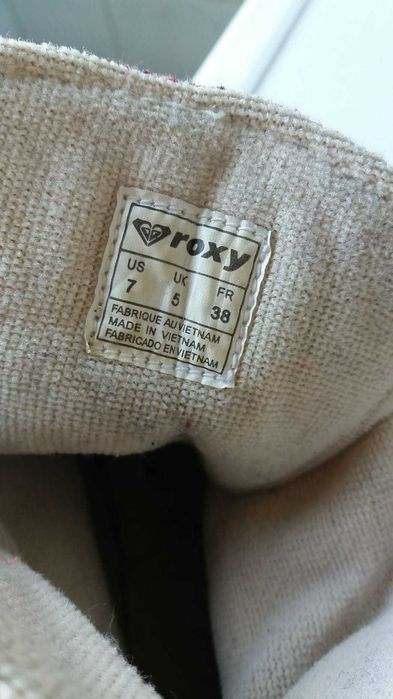 roxy
US UK FR
7 5 38
FABRIQUE AU VIETNAM
MADE IN VIETNAM
FABRICADO EN VIETNAM